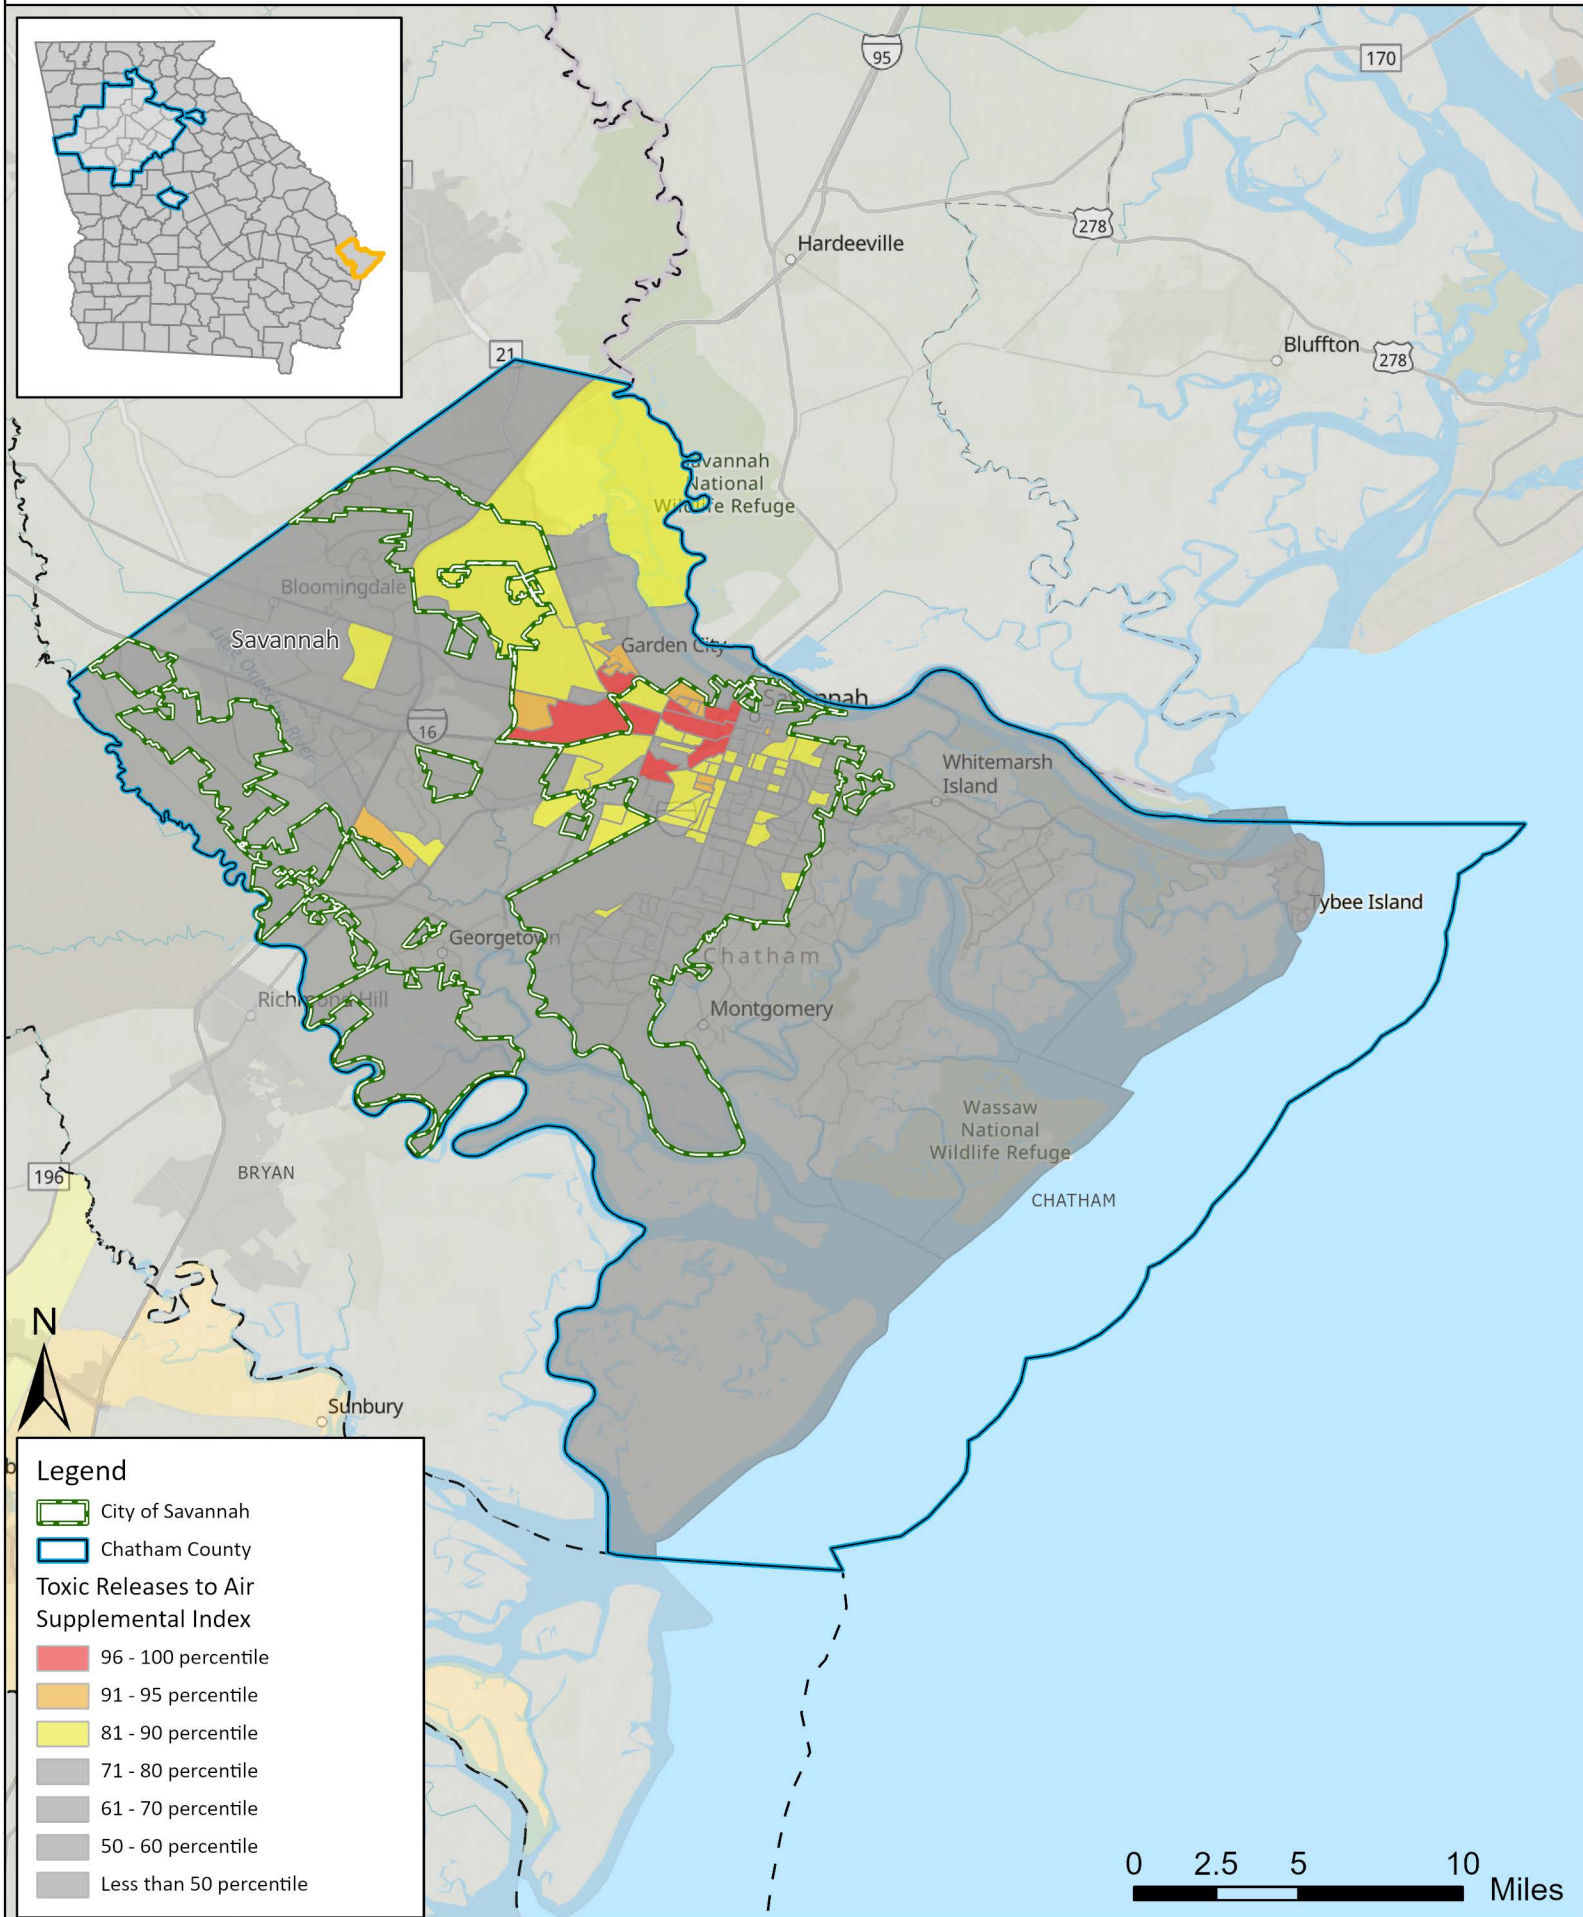 95
170
278
Hardeeville
Bluffton
278
21
Savannah
National
Wildlife Refuge
Bloomingdale
Savannah
Garden City
Savannah
16
Whitemarsh
Island
Tybee Island
Georgetown
Chatham
Richmond Hill
Montgomery
Wassaw
National
Wildlife Refuge
196
BRYAN
CHATHAM
N
Sunbury
Legend
City of Savannah
Chatham County
Toxic Releases to Air
Supplemental Index
96 - 100 percentile
91 - 95 percentile
81 - 90 percentile
71 - 80 percentile
61 - 70 percentile
50 - 60 percentile
Less than 50 percentile
0 2.5 5 10
Miles